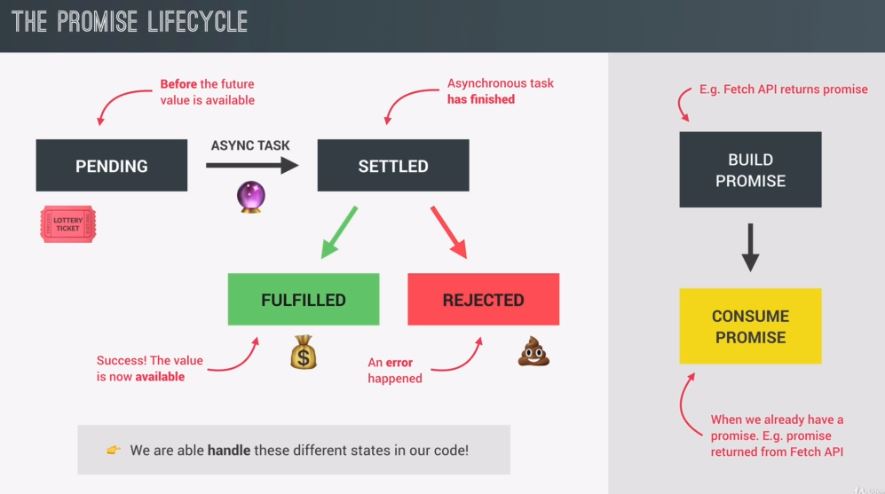 THE PROMISE LIFECYCLE
Before the future
value is available
Asynchronous task
has finished
PENDING
ASYNC TASK
SETTLED
LOTTERY
TICKET
FULFILLED
REJECTED
Success! The value
is now available
$
An error
happened
👉 We are able handle these different states in our code!
E.g. Fetch API returns promise
BUILD
PROMISE
CONSUME
PROMISE
When we already have a
promise. E.g. promise
returned from Fetch API